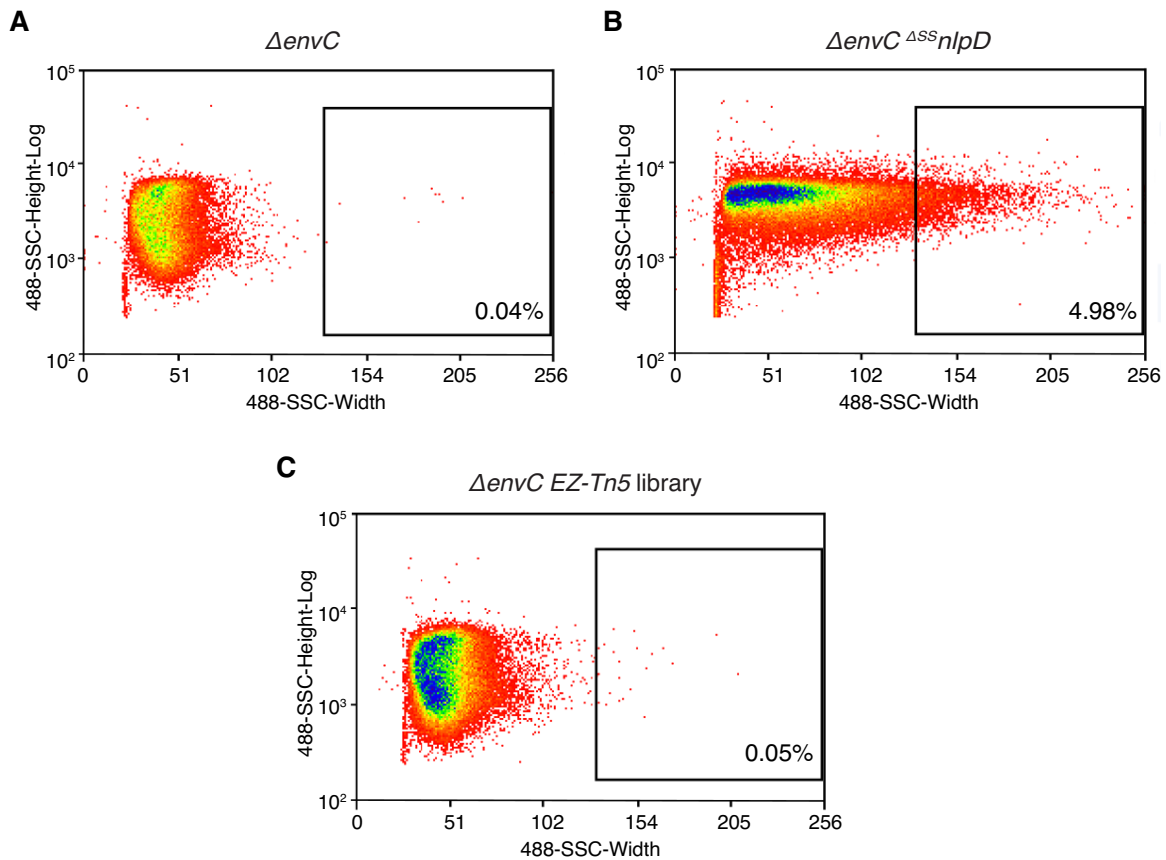 A
ΔenvC
10⁵
10⁴
10³
10²
488-SSC-Height-Log
0.04%
0 51 102 154 205 256
488-SSC-Width
B
ΔenvC ᐞˢˢnlpD
10⁵
10⁴
10³
10²
488-SSC-Height-Log
4.98%
0 51 102 154 205 256
488-SSC-Width
C
ΔenvC EZ-Tn5 library
10⁵
10⁴
10³
10²
488-SSC-Height-Log
0.05%
0 51 102 154 205 256
488-SSC-Width